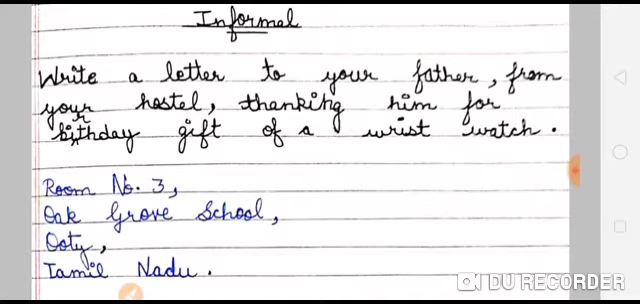 Informal
Write a letter to your father, from
your hostel, thanking him for
birthday gift of a wrist watch.
Room No. 3,
Oak Grove School,
Ooty,
Tamil Nadu.
DU RECORDER